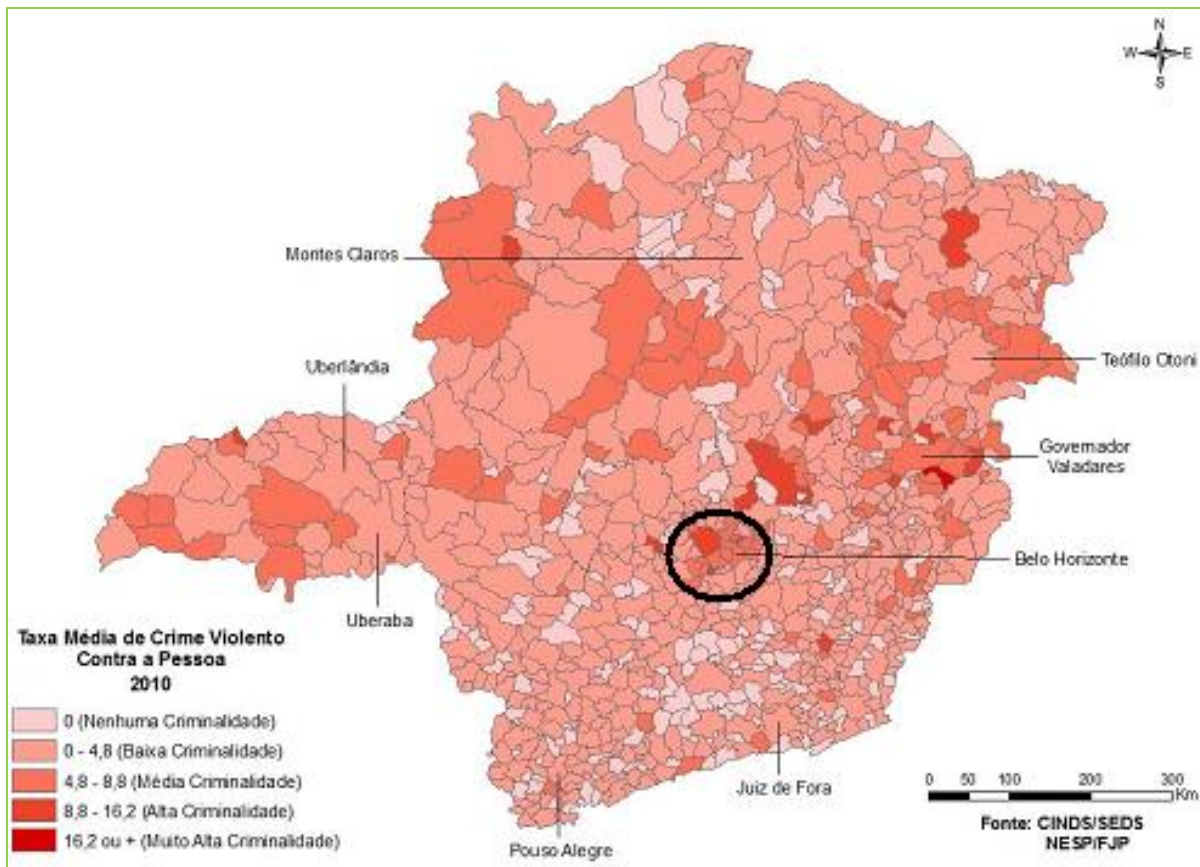 N
W E
S
Montes Claros
Uberlândia
Teófilo Otoni
Governador
Valadares
Belo Horizonte
Uberaba
Taxa Média de Crime Violento
Contra a Pessoa
2010
0 (Nenhuma Criminalidade)
0 - 4,8 (Baixa Criminalidade)
4,8 - 8,8 (Média Criminalidade)
8,8 - 16,2 (Alta Criminalidade)
16,2 ou + (Muito Alta Criminalidade)
Juiz de Fora
Pouso Alegre
0 50 100 200 300
Km
Fonte: CINDS/SEDS
NESP/FJP